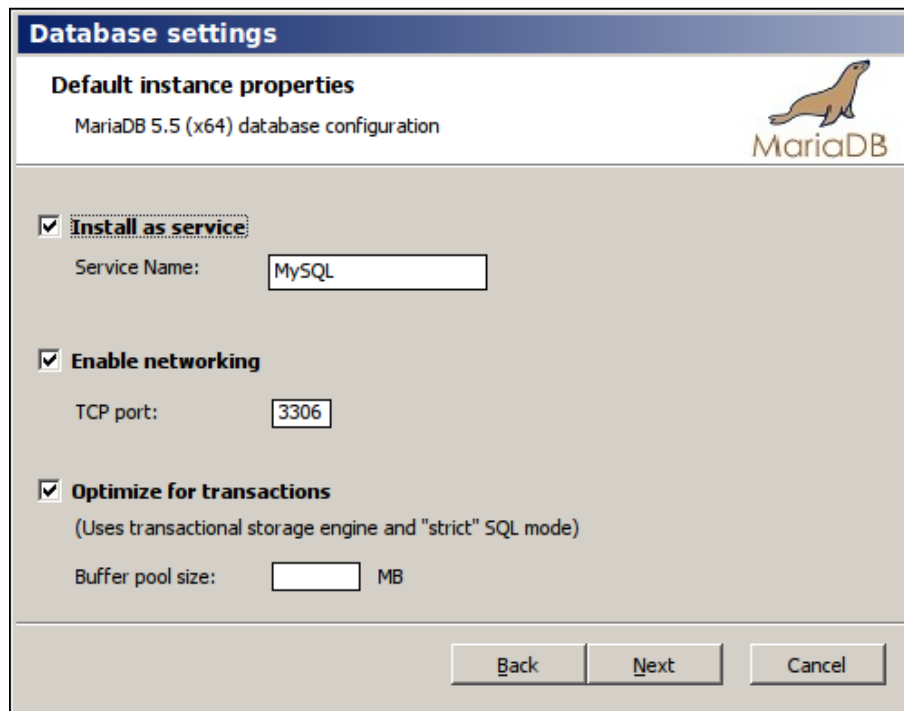 Database settings
Default instance properties
MariaDB 5.5 (x64) database configuration
MariaDB
Install as service
Service Name: MySQL
Enable networking
TCP port: 3306
Optimize for transactions
(Uses transactional storage engine and "strict" SQL mode)
Buffer pool size: MB
Back Next Cancel